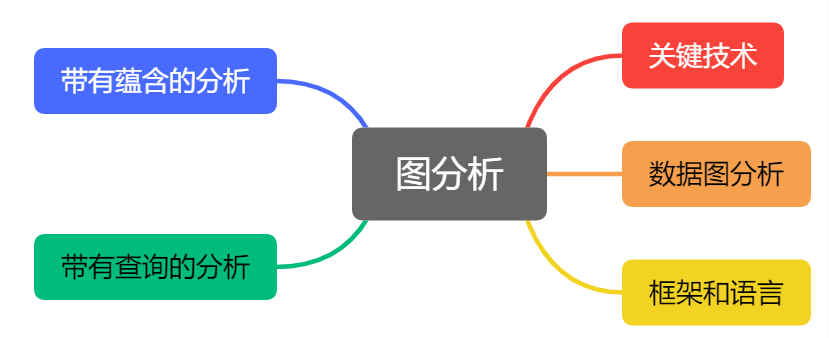 关键技术
带有蕴含的分析
图分析
数据图分析
带有查询的分析
框架和语言